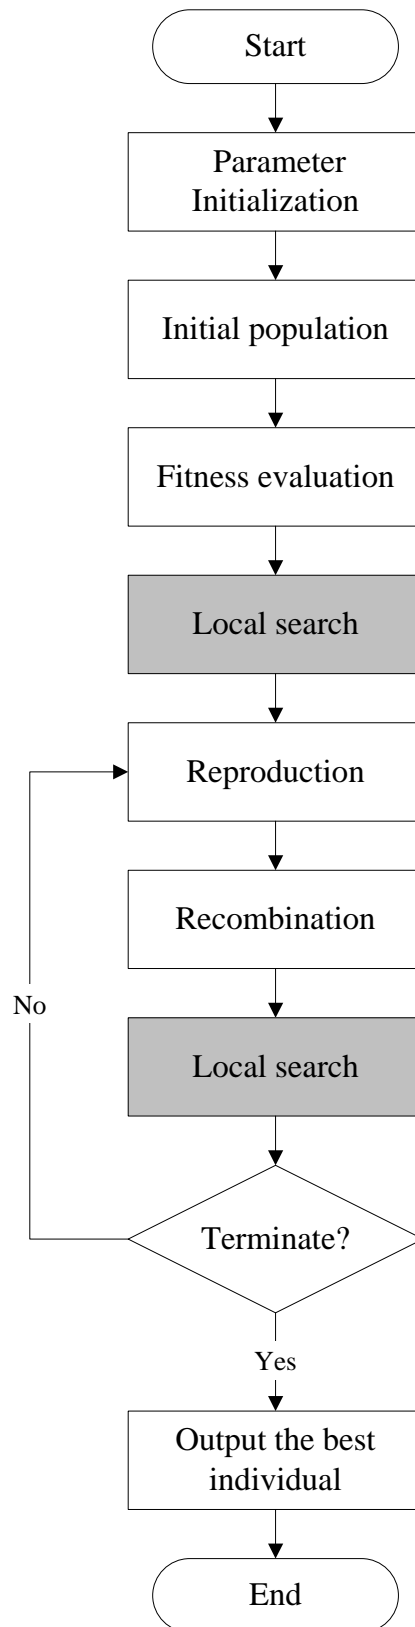 Start
Parameter
Initialization
Initial population
Fitness evaluation
Local search
Reproduction
Recombination
No
Local search
Terminate?
Yes
Output the best
individual
End